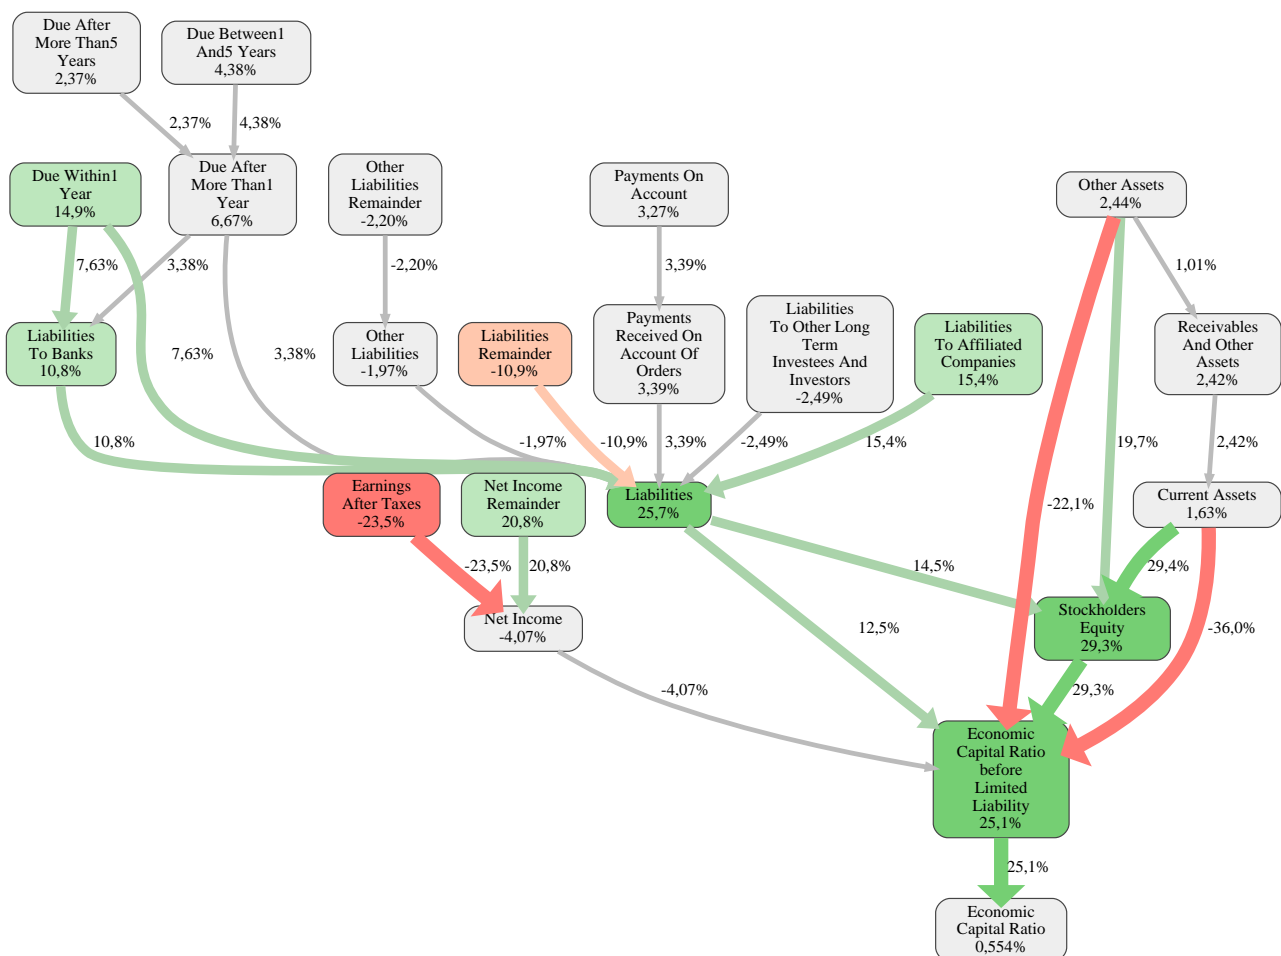 Due After
More Than5
Years
2,37%
Due Between1
And5 Years
4,38%
2,37%
4,38%
Due Within1
Year
14,9%
Due After
More Than1
Year
6,67%
Other
Liabilities
Remainder
-2,20%
Payments On
Account
3,27%
Other Assets
2,44%
7,63%
3,38%
-2,20%
3,39%
1,01%
Liabilities
To Banks
10,8%
7,63%
3,38%
Other
Liabilities
-1,97%
Liabilities
Remainder
-10,9%
Payments
Received On
Account Of
Orders
3,39%
Liabilities
To Other Long
Term
Investees And
Investors
-2,49%
Liabilities
To Affiliated
Companies
15,4%
Receivables
And Other
Assets
2,42%
10,8%
-1,97%
-10,9%
3,39%
-2,49%
15,4%
19,7%
2,42%
Earnings
After Taxes
-23,5%
Net Income
Remainder
20,8%
Liabilities
25,7%
-22,1%
Current Assets
1,63%
-23,5%
20,8%
14,5%
29,4%
Net Income
-4,07%
12,5%
Stockholders
Equity
29,3%
-36,0%
-4,07%
29,3%
Economic
Capital Ratio
before
Limited
Liability
25,1%
25,1%
Economic
Capital Ratio
0,554%